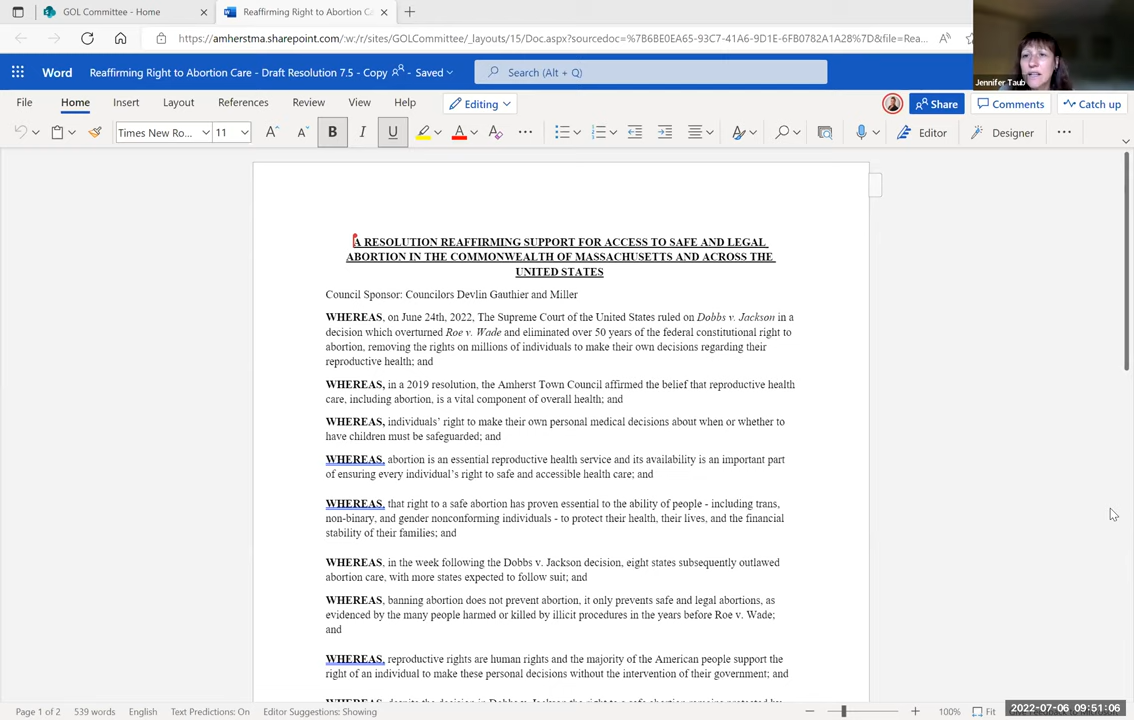 GOL Committee - Home
Reaffirming Right to Abortion Ca
https://amherstma.sharepoint.com/:w:/r/sites/GOLCommittee/_layouts/15/Doc.aspx?sourcedoc=%7B6BE0EA65-93C7-41A6-9D1E-6FB0782A1A28%7D&file=Rea...
Jennifer Taub
Word
Reaffirming Right to Abortion Care - Draft Resolution 7.5 - Copy
- Saved
Search (Alt + Q)
File
Home
Insert
Layout
References
Review
View
Help
Editing
Share
Comments
Catch up
Times New Ro...
11
B
I
U
Editor
Designer
A RESOLUTION REAFFIRMING SUPPORT FOR ACCESS TO SAFE AND LEGAL
ABORTION IN THE COMMONWEALTH OF MASSACHUSETTS AND ACROSS THE
UNITED STATES
Council Sponsor: Councilors Devlin Gauthier and Miller
WHEREAS, on June 24th, 2022, The Supreme Court of the United States ruled on Dobbs v. Jackson in a
decision which overturned Roe v. Wade and eliminated over 50 years of the federal constitutional right to
abortion, removing the rights on millions of individuals to make their own decisions regarding their
reproductive health; and
WHEREAS, in a 2019 resolution, the Amherst Town Council affirmed the belief that reproductive health
care, including abortion, is a vital component of overall health; and
WHEREAS, individuals' right to make their own personal medical decisions about when or whether to
have children must be safeguarded; and
WHEREAS, abortion is an essential reproductive health service and its availability is an important part
of ensuring every individual's right to safe and accessible health care; and
WHEREAS, that right to a safe abortion has proven essential to the ability of people - including trans,
non-binary, and gender nonconforming individuals - to protect their health, their lives, and the financial
stability of their families; and
WHEREAS, in the week following the Dobbs v. Jackson decision, eight states subsequently outlawed
abortion care, with more states expected to follow suit; and
WHEREAS, banning abortion does not prevent abortion, it only prevents safe and legal abortions, as
evidenced by the many people harmed or killed by illicit procedures in the years before Roe v. Wade;
and
WHEREAS, reproductive rights are human rights and the majority of the American people support the
right of an individual to make these personal decisions without the intervention of their government; and
WHEREAS, despite the decision in Dobbs v. Jackson the right to a safe abortion remains protected by
Page 1 of 2
539 words
English
Text Predictions: On
Editor Suggestions: Showing
100%
Fit
2022-07-06 09:51:06